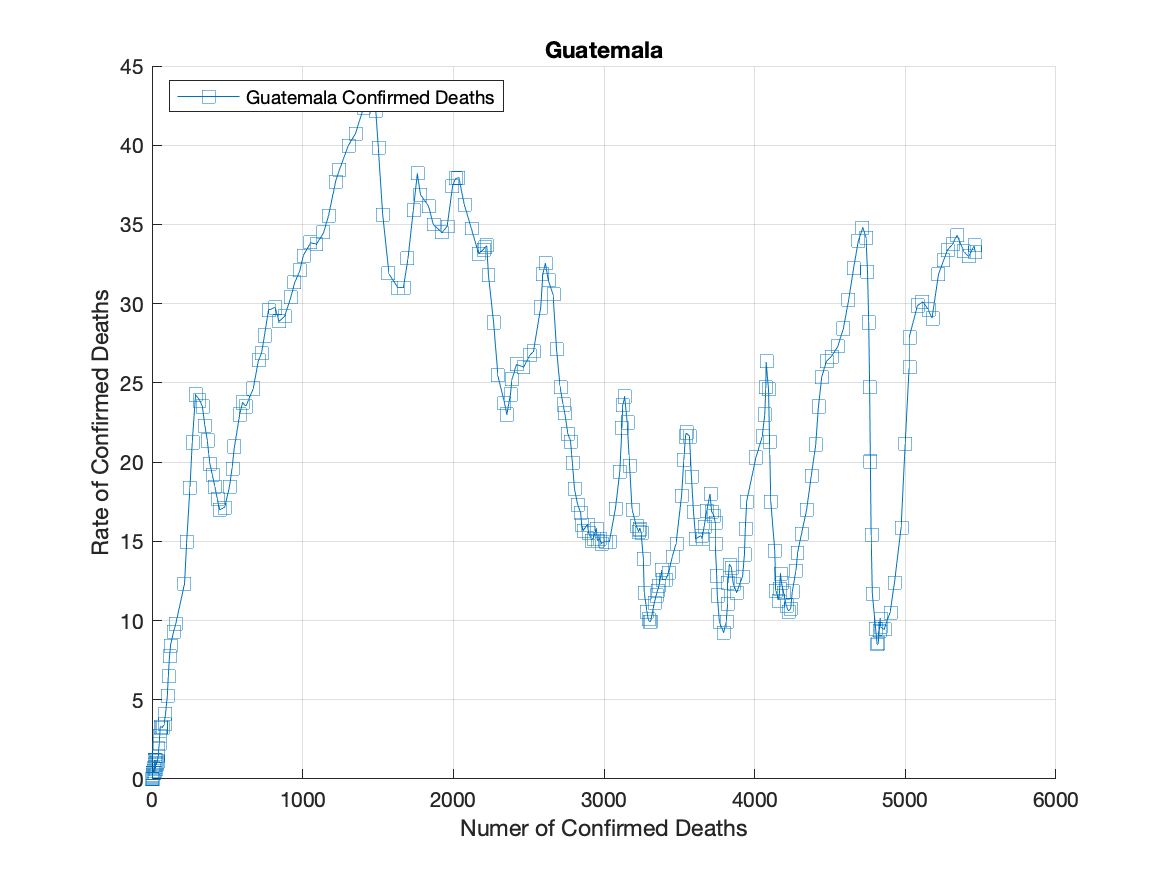 Guatemala
45
Guatemala Confirmed Deaths
40
35
30
25
20
15
10
5
0
Rate of Confirmed Deaths
0 1000 2000 3000 4000 5000 6000
Numer of Confirmed Deaths